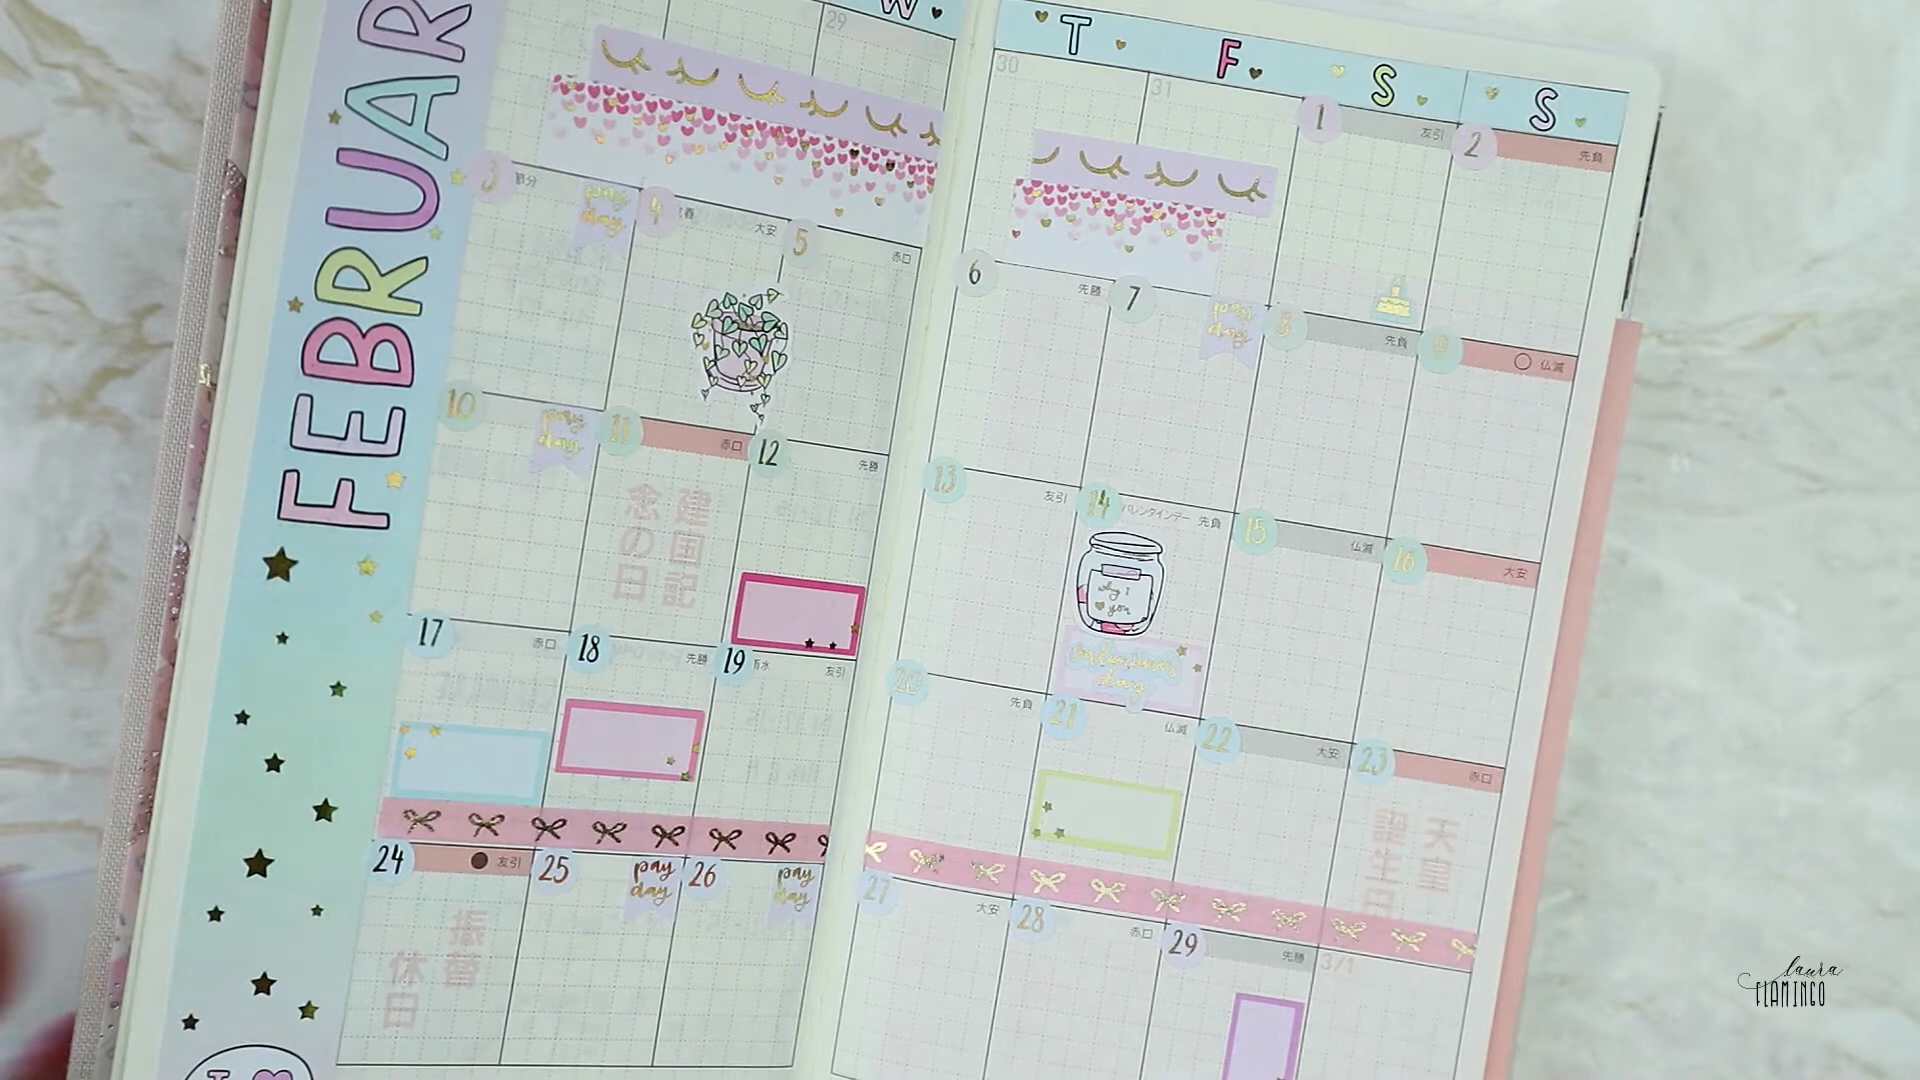 FEBRUAR
W
T
F
S
S
29
30
31
1
友引
2
先負
3
節分
pay
day
4
大安
5
赤口
6
先勝
7
pay
day
8
先負
9
仏滅
10
pay
day
11
赤口
建国記
念の日
12
先勝
13
友引
14
バレンタインデー
先負
why I
you
valentines
day
15
仏滅
16
大安
17
赤口
18
先勝
19
雨水
友引
20
先負
21
仏滅
22
大安
23
赤口
天皇
誕生日
24
友引
振替
休日
25
pay
day
26
pay
day
27
大安
28
赤口
29
先勝
3/1
I
laura
FLAMINGO